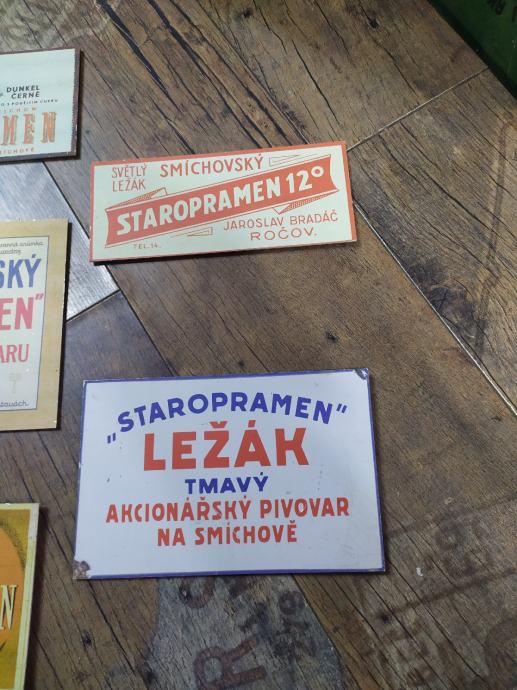 DUNKEL
ČERNÉ
MEN
SVĚTLÝ
LEŽÁK
SMÍCHOVSKÝ
STAROPRAMEN 12°
JAROSLAV BRADÁČ
ROČOV.
TEL.14.
SKÝ
EN"
ARU
„STAROPRAMEN"
LEŽÁK
TMAVÝ
AKCIONÁŘSKÝ PIVOVAR
NA SMÍCHOVĚ
N